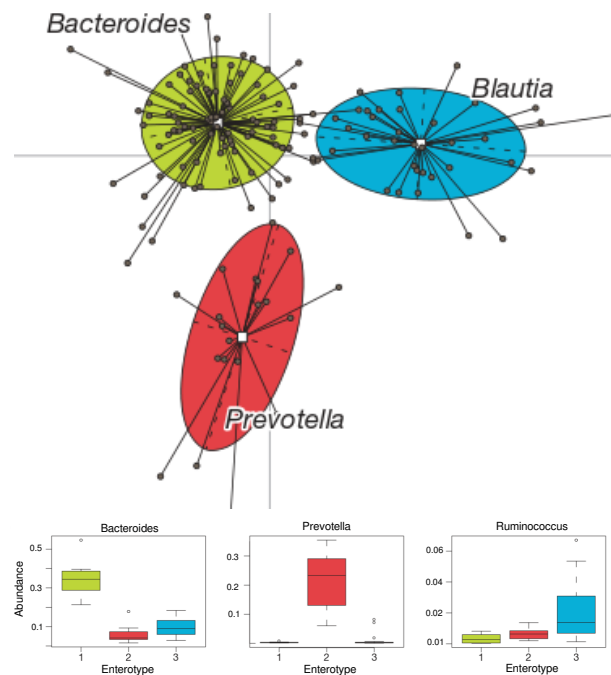 Bacteroides
Blautia
Prevotella
Bacteroides
Prevotella
Ruminococcus
Abundance
0.5
0.3
0.1
1 2 3
Enterotype
0.3
0.2
0.1
1 2 3
Enterotype
0.06
0.04
0.02
0.01
1 2 3
Enterotype